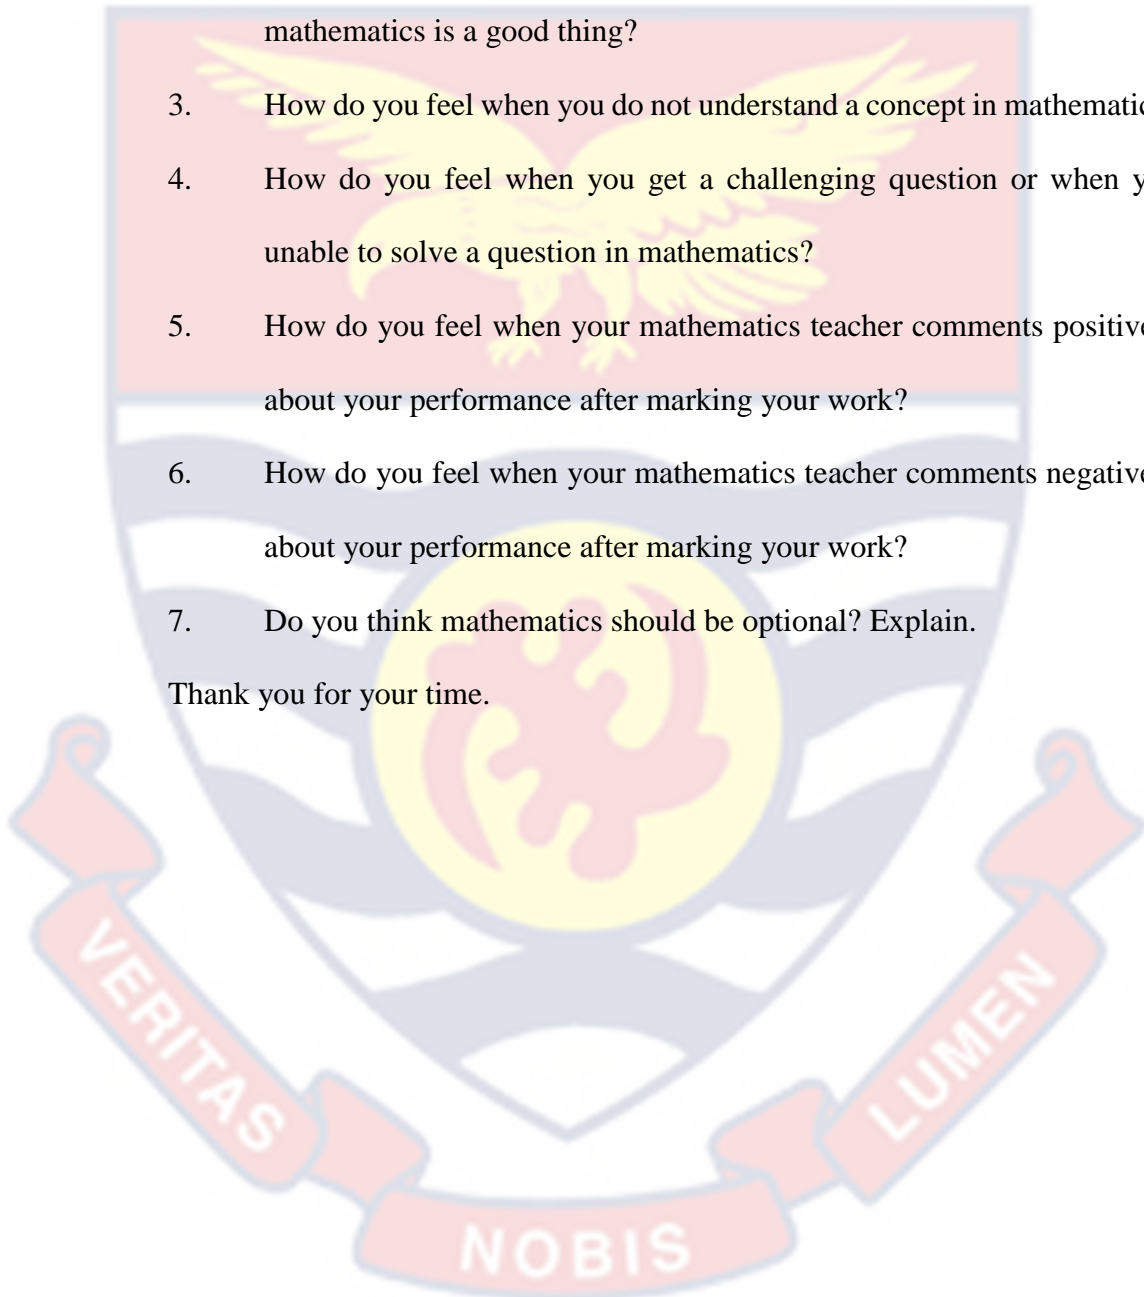 mathematics is a good thing?
3. How do you feel when you do not understand a concept in mathematic
4. How do you feel when you get a challenging question or when y
unable to solve a question in mathematics?
5. How do you feel when your mathematics teacher comments positive
about your performance after marking your work?
6. How do you feel when your mathematics teacher comments negative
about your performance after marking your work?
7. Do you think mathematics should be optional? Explain.
Thank you for your time.
VERITAS
NOBIS
LUMEN